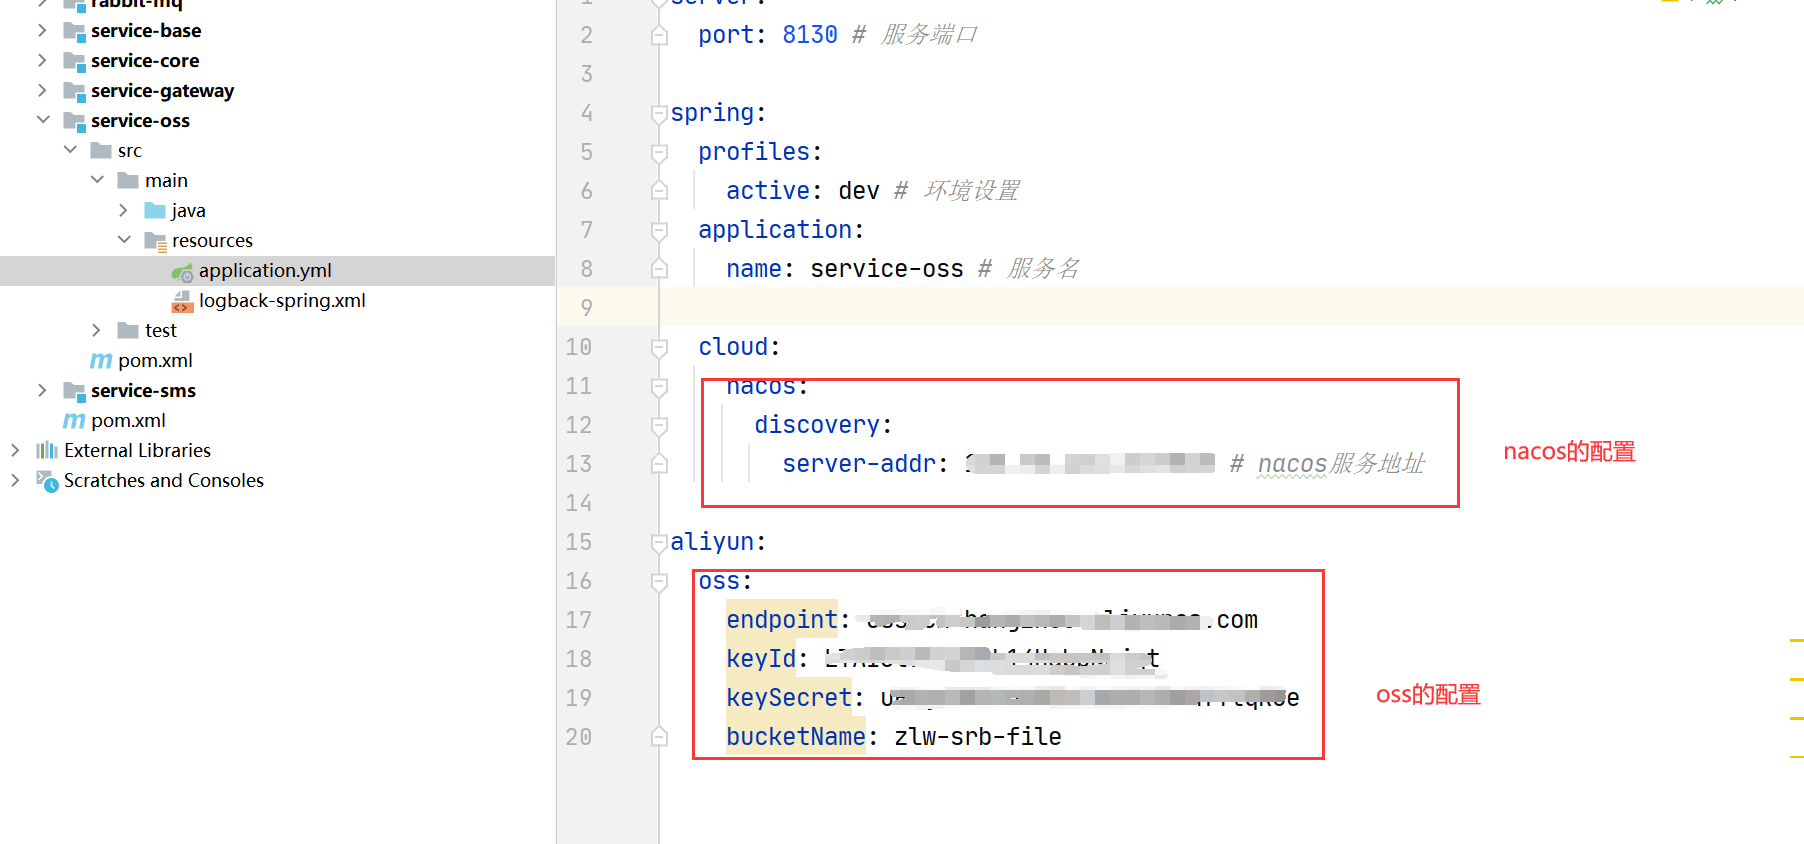 rabbit-mq
service-base
service-core
service-gateway
service-oss
src
main
java
resources
application.yml
logback-spring.xml
test
pom.xml
service-sms
pom.xml
External Libraries
Scratches and Consoles
1 server:
2 port: 8130 # 服务端口
3
4 spring:
5 profiles:
6 active: dev # 环境设置
7 application:
8 name: service-oss # 服务名
9
10 cloud:
11 nacos:
12 discovery:
13 server-addr: # nacos服务地址
14
15 aliyun:
16 oss:
17 endpoint: .com
18 keyId:
19 keySecret:
20 bucketName: zlw-srb-file
nacos的配置
oss的配置